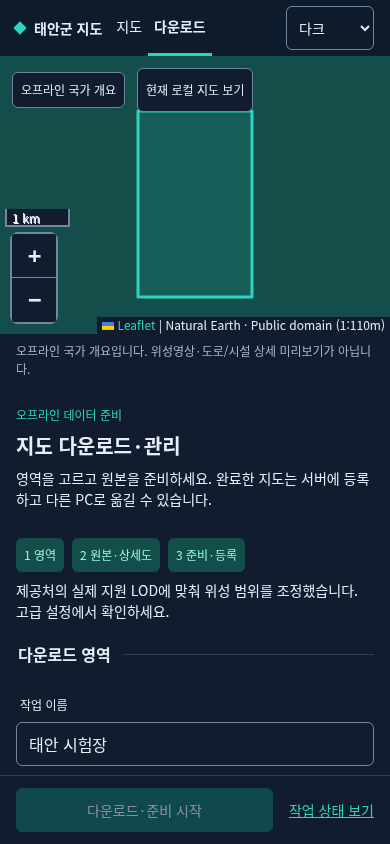 태안군 지도 지도 다운로드 다크
오프라인 국가 개요 현재 로컬 지도 보기
1 km
+
−
Leaflet | Natural Earth · Public domain (1:110m)
오프라인 국가 개요입니다. 위성영상·도로/시설 상세 미리보기가 아닙니
다.
오프라인 데이터 준비
지도 다운로드·관리
영역을 고르고 원본을 준비하세요. 완료한 지도는 서버에 등록
하고 다른 PC로 옮길 수 있습니다.
1 영역 2 원본·상세도 3 준비·등록
제공처의 실제 지원 LOD에 맞춰 위성 범위를 조정했습니다.
고급 설정에서 확인하세요.
다운로드 영역
작업 이름
태안 시험장
다운로드·준비 시작 작업 상태 보기